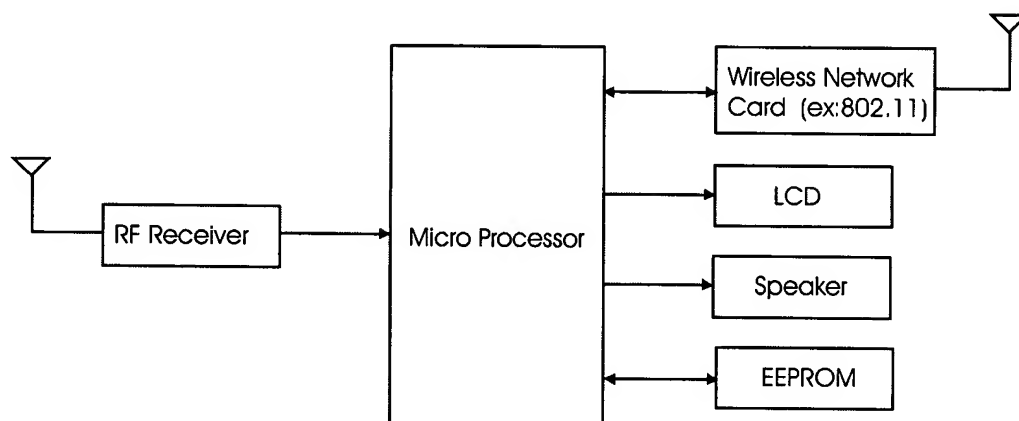 Wireless Network
Card (ex:802.11)
LCD
RF Receiver
Micro Processor
Speaker
EEPROM